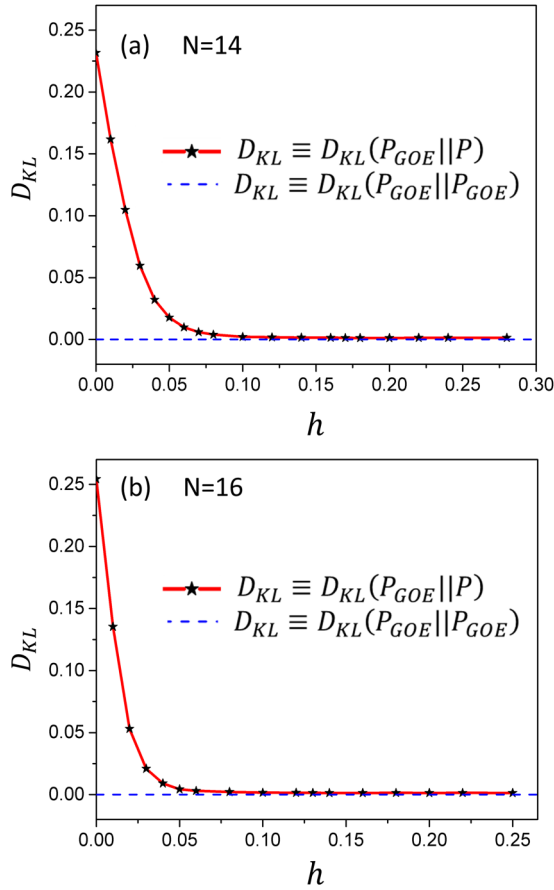 (a) N=14
0.25
0.20
0.15
0.10
0.05
0.00
D_{KL}
D_{KL} ≡ D_{KL}(P_{GOE}||P)
D_{KL} ≡ D_{KL}(P_{GOE}||P_{GOE})
0.00 0.05 0.10 0.15 0.20 0.25 0.30
h
(b) N=16
0.25
0.20
0.15
0.10
0.05
0.00
D_{KL}
D_{KL} ≡ D_{KL}(P_{GOE}||P)
D_{KL} ≡ D_{KL}(P_{GOE}||P_{GOE})
0.00 0.05 0.10 0.15 0.20 0.25
h